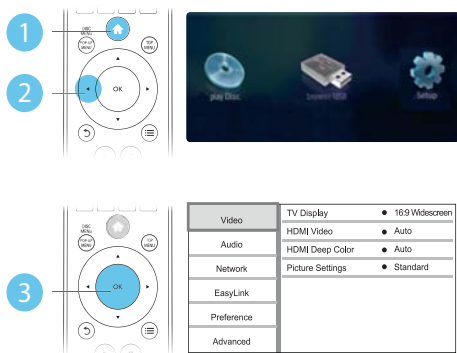 1
DISC
MENU
POP-UP
MENU
TOP
MENU
2
OK
play Disc
browse USB
Setup
DISC
MENU
POP-UP
MENU
TOP
MENU
3
OK
Video
Audio
Network
EasyLink
Preference
Advanced
TV Display ● 16:9 Widescreen
HDMI Video ● Auto
HDMI Deep Color ● Auto
Picture Settings ● Standard